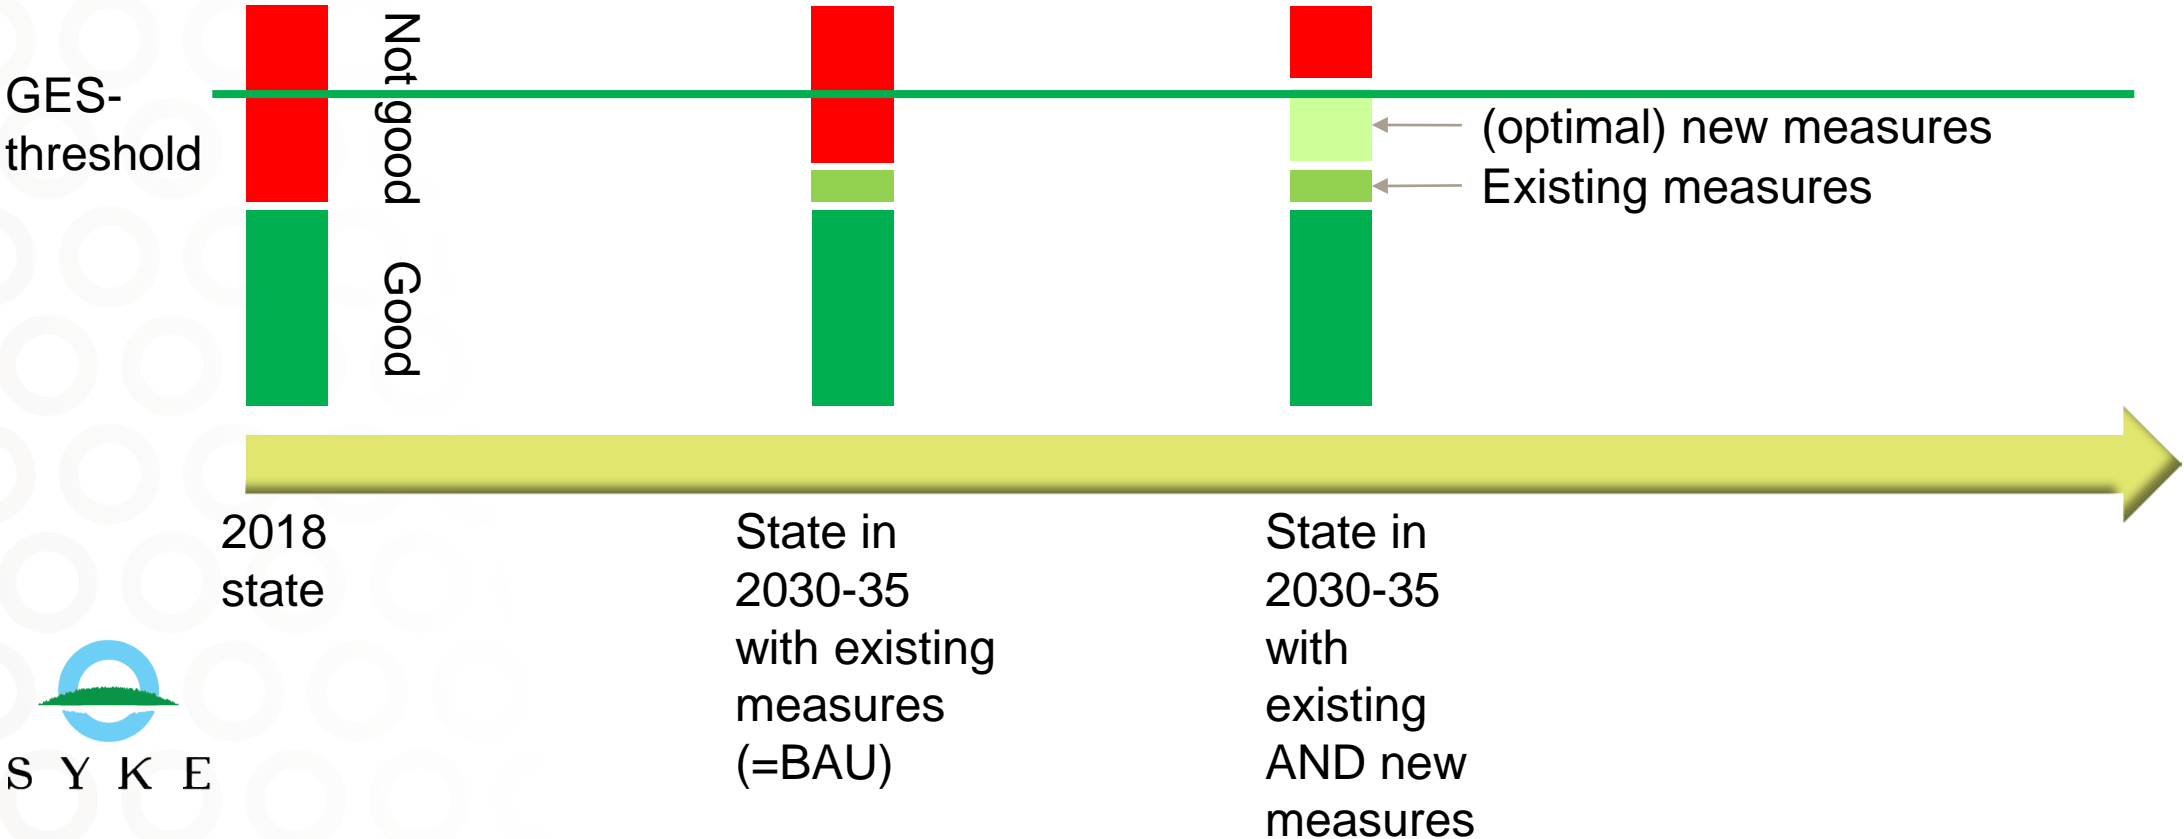 Not good
Good
GES-
threshold
(optimal) new measures
Existing measures
2018
state
State in
2030-35
with existing
measures
(=BAU)
State in
2030-35
with
existing
AND new
measures
SYKE